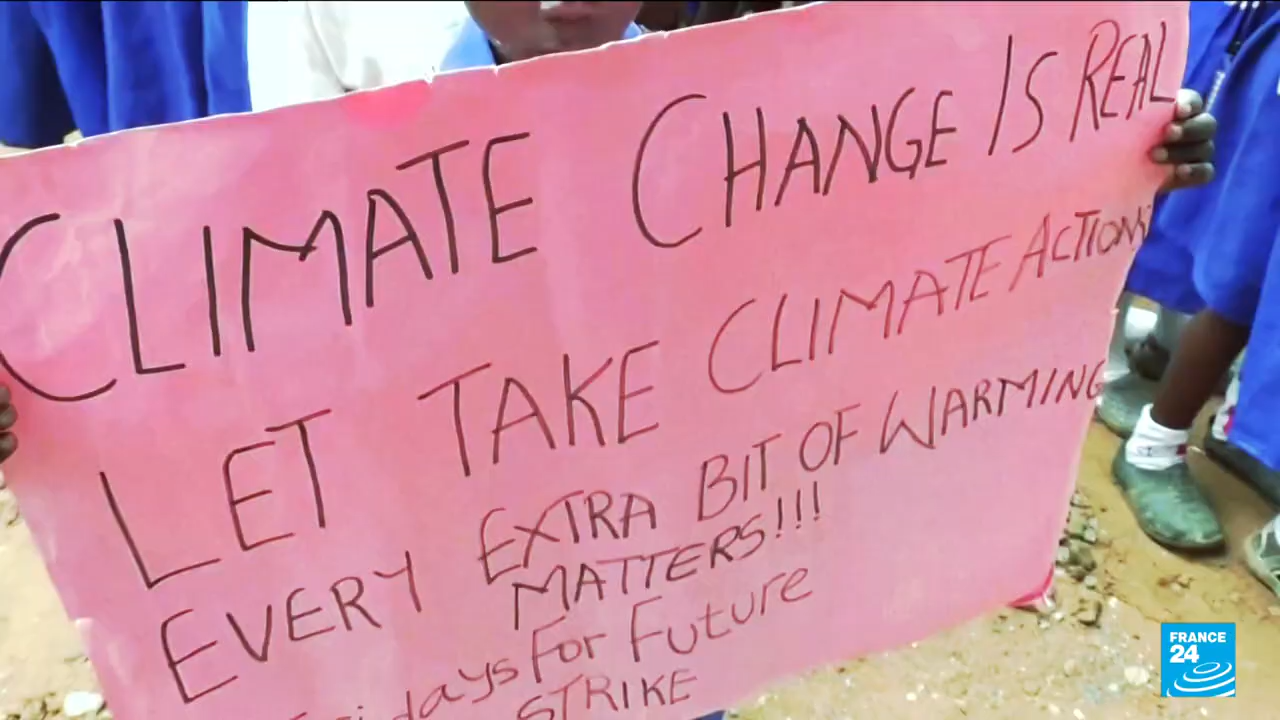 CLIMATE CHANGE IS REAL
LET TAKE CLIMATE ACTIONS
EVERY EXTRA BIT OF WARMING
MATTERS!!!
Fridays For Future
STRIKE
FRANCE
24